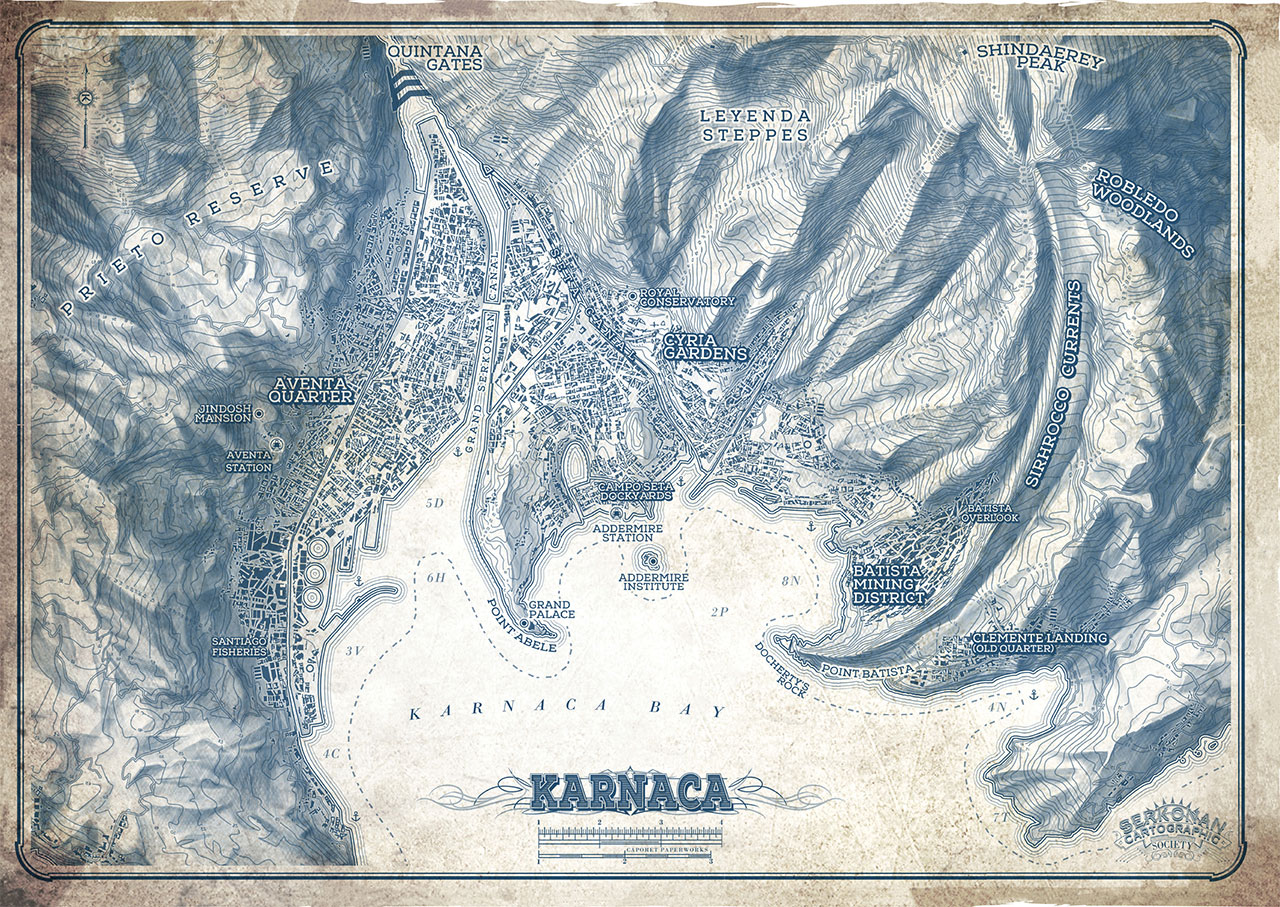 QUINTANA
GATES
SHINDAEREY
PEAK
LEYENDA
STEPPES
PRIETO RESERVE
ROBLEDO
WOODLANDS
ROYAL
CONSERVATORY
CANAL
CYRIA
GARDENS
SIRHROCCO CURRENTS
GRAND SERKONAN
AVENTA
QUARTER
JINDOSH
MANSION
AVENTA
STATION
CAMPO SETA
DOCKYARDS
5D
ADDERMIRE
STATION
BATISTA
OVERLOOK
6H
ADDERMIRE
INSTITUTE
8N
BATISTA
MINING
DISTRICT
2P
GRAND
PALACE
POINT ABELE
SANTIAGO
FISHERIES
3V
CLEMENTE LANDING
(OLD QUARTER)
DOCHERTY'S
ROCK
POINT BATISTA
KARNACA BAY
4N
4C
KARNACA
1 2 3 4
CAPORET PAPERWORKS
1 2 3
7T
SERKONAN
CARTOGRAPHIC
SOCIETY